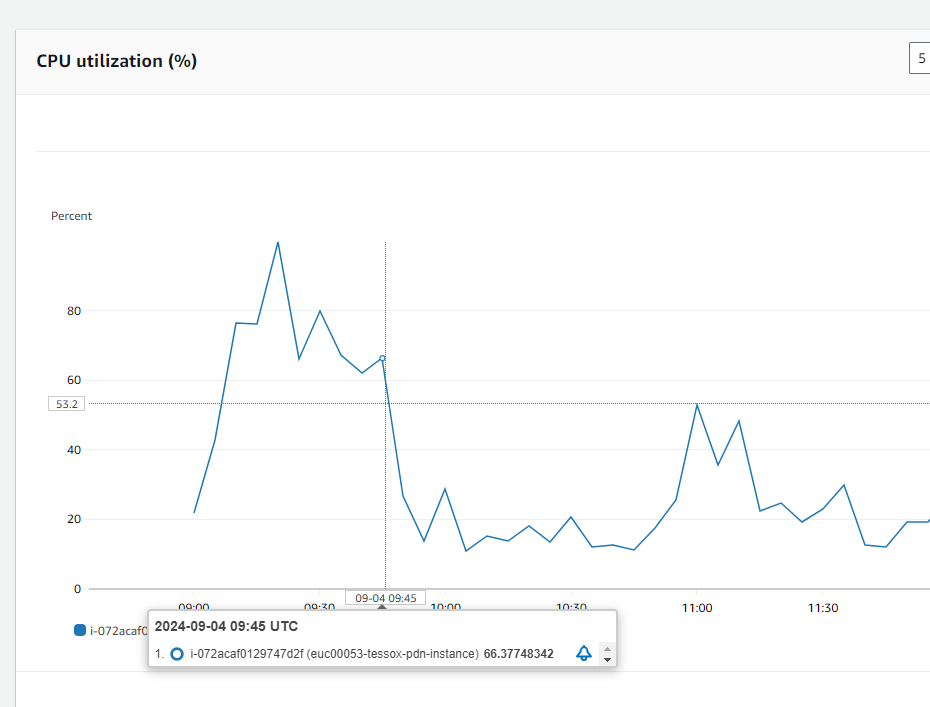 CPU utilization (%)
5
Percent
80
60
53.2
40
20
0
09:00 09:30 09-04 09:45 10:00 10:30 11:00 11:30
i-072acaf0
2024-09-04 09:45 UTC
1. i-072acaf0129747d2f (euc00053-tessox-pdn-instance) 66.37748342